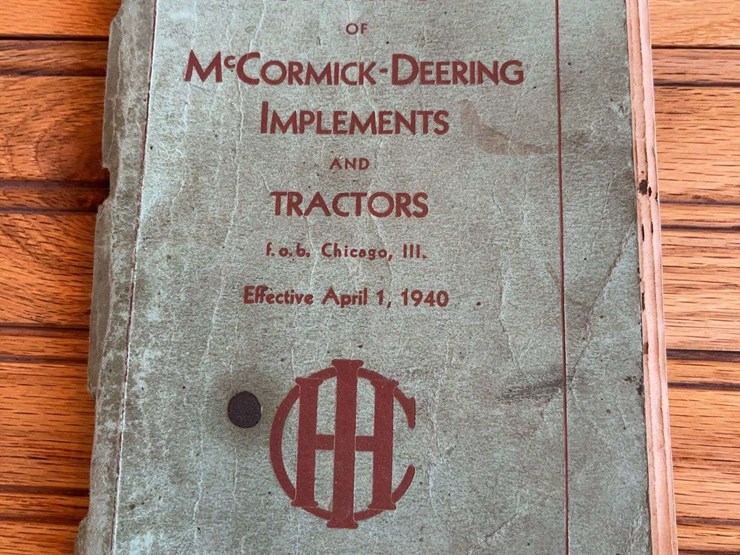 OF
McCORMICK-DEERING
IMPLEMENTS
AND
TRACTORS
f.o.b. Chicago, Ill.
Effective April 1, 1940
IHC